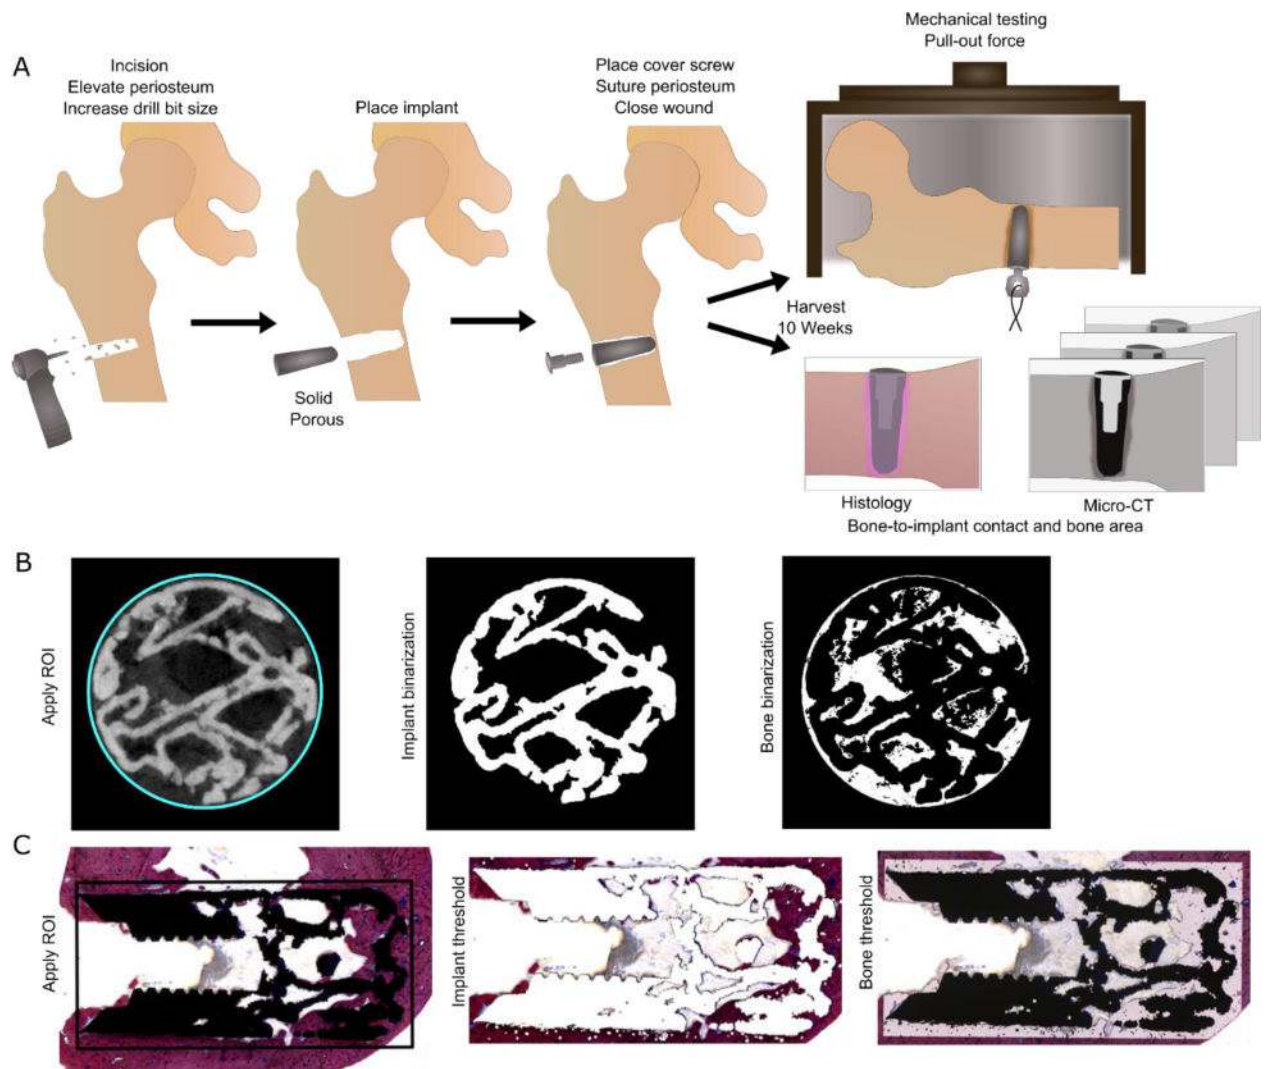 A
Incision
Elevate periosteum
Increase drill bit size
Place implant
Solid
Porous
Place cover screw
Suture periosteum
Close wound
Mechanical testing
Pull-out force
Harvest
10 Weeks
Histology
Micro-CT
Bone-to-implant contact and bone area
B
Apply ROI
Implant binarization
Bone binarization
C
Apply ROI
Implant threshold
Bone threshold